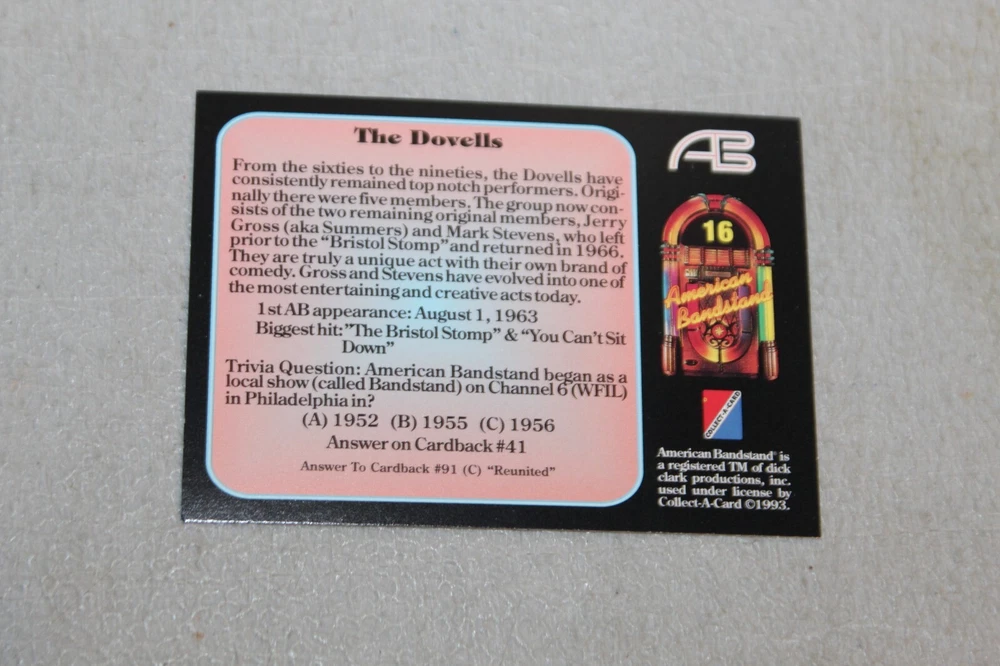 The Dovells
From the sixties to the nineties, the Dovells have
consistently remained top notch performers. Origi-
nally there were five members. The group now con-
sists of the two remaining original members, Jerry
Gross (aka Summers) and Mark Stevens, who left
prior to the "Bristol Stomp" and returned in 1966.
They are truly a unique act with their own brand of
comedy. Gross and Stevens have evolved into one of
the most entertaining and creative acts today.
1st AB appearance: August 1, 1963
Biggest hit: "The Bristol Stomp" & "You Can't Sit
Down"
Trivia Question: American Bandstand began as a
local show (called Bandstand) on Channel 6 (WFIL)
in Philadelphia in?
(A) 1952 (B) 1955 (C) 1956
Answer on Cardback #41
Answer To Cardback #91 (C) "Reunited"
AB
16
American
Bandstand
COLLECT-A-CARD
American Bandstand® is
a registered TM of dick
clark productions, inc.
used under license by
Collect-A-Card ©1993.